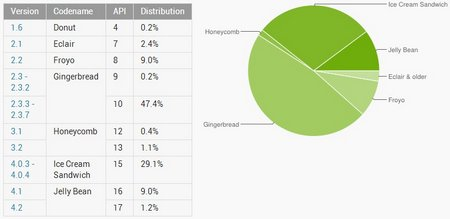 Version Codename API Distribution
1.6 Donut 4 0.2%
2.1 Eclair 7 2.4%
2.2 Froyo 8 9.0%
2.3 - 2.3.2 Gingerbread 9 0.2%
2.3.3 - 2.3.7 10 47.4%
3.1 Honeycomb 12 0.4%
3.2 13 1.1%
4.0.3 - 4.0.4 Ice Cream Sandwich 15 29.1%
4.1 Jelly Bean 16 9.0%
4.2 17 1.2%
Ice Cream Sandwich
Honeycomb
Jelly Bean
Eclair & older
Froyo
Gingerbread